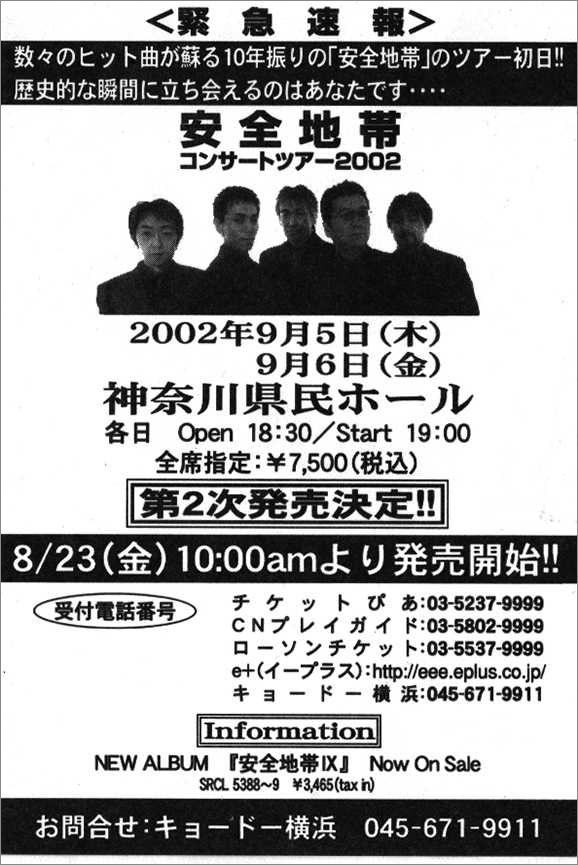 ＜緊急速報＞
数々のヒット曲が蘇る10年振りの｢安全地帯｣のツアー初日!!
歴史的な瞬間に立ち会えるのはあなたです‥‥
安全地帯
コンサートツアー2002
2002年9月5日(木)
9月6日(金)
神奈川県民ホール
各日　Open 18:30／Start 19:00
全席指定：￥7,500(税込)
第2次発売決定!!
8/23(金)10:00amより発売開始!!
受付電話番号
チケットぴあ：03-5237-9999
CNプレイガイド：03-5802-9999
ローソンチケット：03-5537-9999
e+(イープラス)：http://eee.eplus.co.jp/
キョードー横浜：045-671-9911
Information
NEW ALBUM 『安全地帯Ⅸ』 Now On Sale
SRCL 5388～9　￥3,465(tax in)
お問合せ：キョードー横浜　045-671-9911